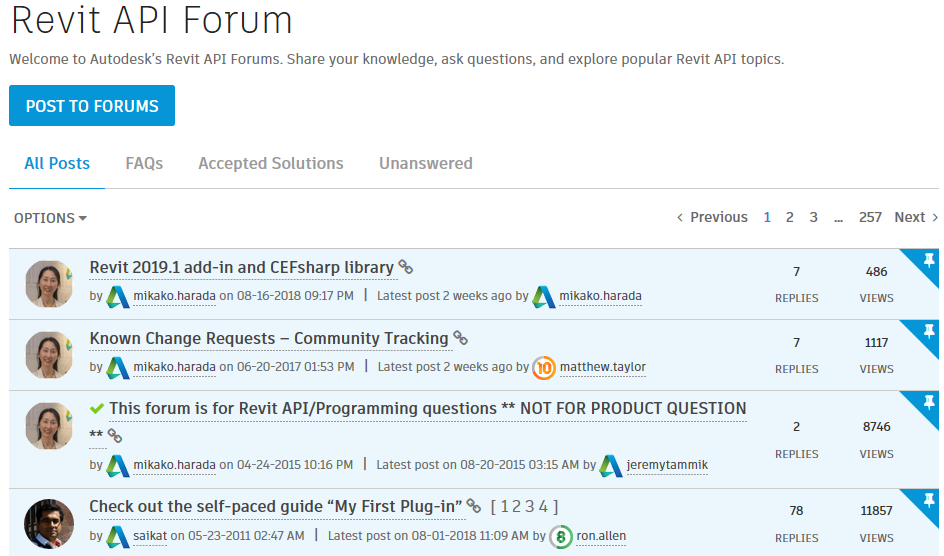 Revit API Forum
Welcome to Autodesk's Revit API Forums. Share your knowledge, ask questions, and explore popular Revit API topics.
POST TO FORUMS
All Posts FAQs Accepted Solutions Unanswered
OPTIONS
‹ Previous 1 2 3 ... 257 Next ›
Revit 2019.1 add-in and CEFsharp library
by mikako.harada on 08-16-2018 09:17 PM | Latest post 2 weeks ago by mikako.harada
7 486
REPLIES VIEWS
Known Change Requests – Community Tracking
by mikako.harada on 06-20-2017 01:53 PM | Latest post 2 weeks ago by 10 matthew.taylor
7 1117
REPLIES VIEWS
This forum is for Revit API/Programming questions ** NOT FOR PRODUCT QUESTION
**
by mikako.harada on 04-24-2015 10:16 PM | Latest post on 08-20-2015 03:15 AM by jeremytammik
2 8746
REPLIES VIEWS
Check out the self-paced guide “My First Plug-in” [ 1 2 3 4 ]
by saikat on 05-23-2011 02:47 AM | Latest post on 08-01-2018 11:09 AM by 8 ron.allen
78 11857
REPLIES VIEWS